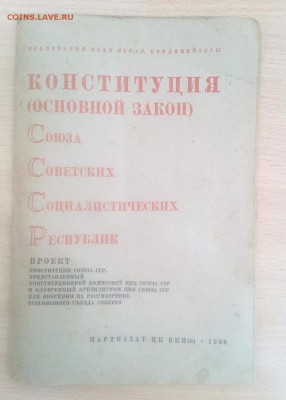 COINS.LAVE.RU
ПРОЛЕТАРИИ ВСЕХ СТРАН, СОЕДИНЯЙТЕСЬ
КОНСТИТУЦИЯ
(ОСНОВНОЙ ЗАКОН)
Союза
Советских
Социалистических
Республик
ПРОЕКТ
КОНСТИТУЦИИ СОЮЗА ССР,
ПРЕДСТАВЛЕННЫЙ
КОНСТИТУЦИОННОЙ КОМИССИЕЙ ЦИК СОЮЗА ССР
И ОДОБРЕННЫЙ ПРЕЗИДИУМОМ ЦИК СОЮЗА ССР
ДЛЯ ВНЕСЕНИЯ НА РАССМОТРЕНИЕ
ВСЕСОЮЗНОГО СЪЕЗДА СОВЕТОВ
ПАРТИЗДАТ ЦК ВКП(б) • 1936